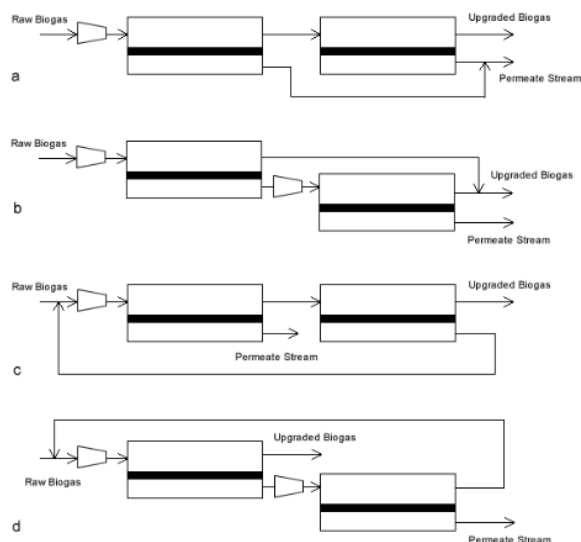 Raw Biogas
Upgraded Biogas
Permeate Stream
a
Raw Biogas
Upgraded Biogas
Permeate Stream
b
Raw Biogas
Upgraded Biogas
Permeate Stream
c
Upgraded Biogas
Raw Biogas
Permeate Stream
d